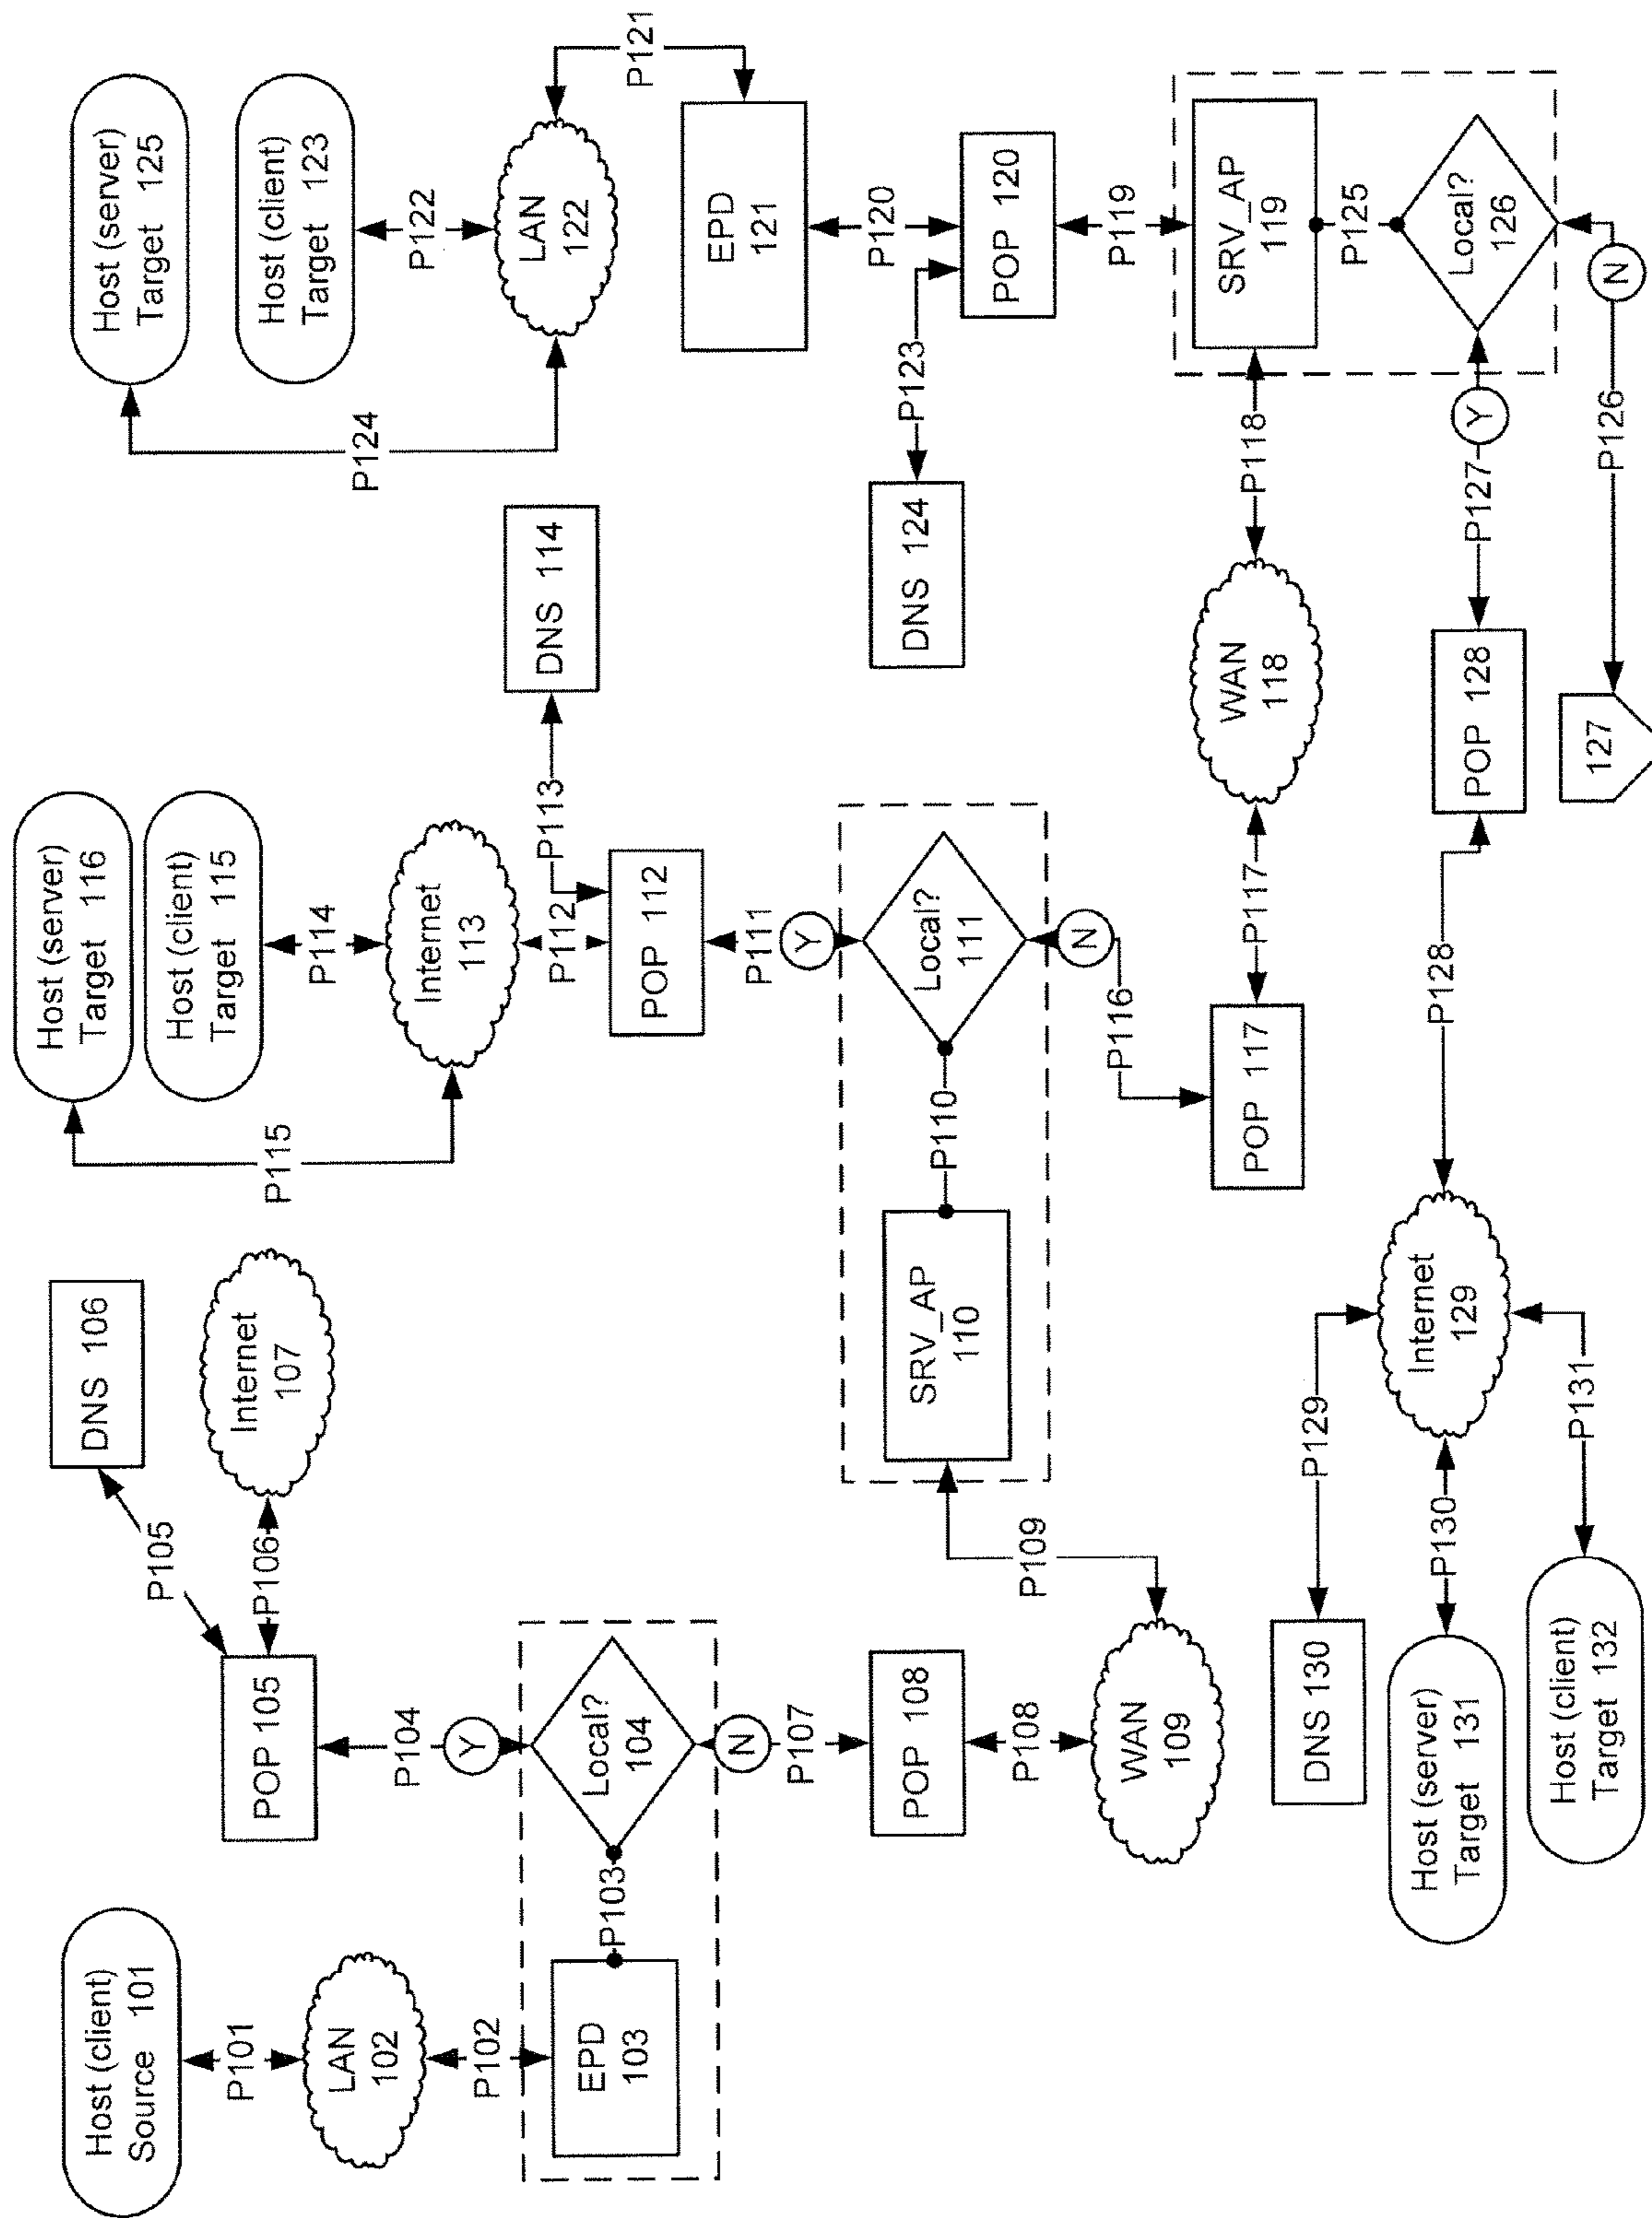 Host (client)
Source 101
P101
LAN
102
P102
EPD
103
P103
Local?
104
Y
P104
POP 105
P105
DNS 106
P106
Internet
107
N
P107
POP 108
P108
WAN
109
P109
SRV_AP
110
P110
Local?
111
Y
P111
POP 112
P112
Internet
113
P113
DNS 114
P114
Host (client)
Target 115
P115
Host (server)
Target 116
N
P116
POP 117
P117
WAN
118
P118
SRV_AP
119
P119
POP 120
P120
EPD
121
P121
LAN
122
P122
Host (client)
Target 123
P123
DNS 124
P124
Host (server)
Target 125
P125
Local?
126
N
P126
127
Y
P127
POP 128
P128
Internet
129
P129
DNS 130
P130
Host (server)
Target 131
P131
Host (client)
Target 132